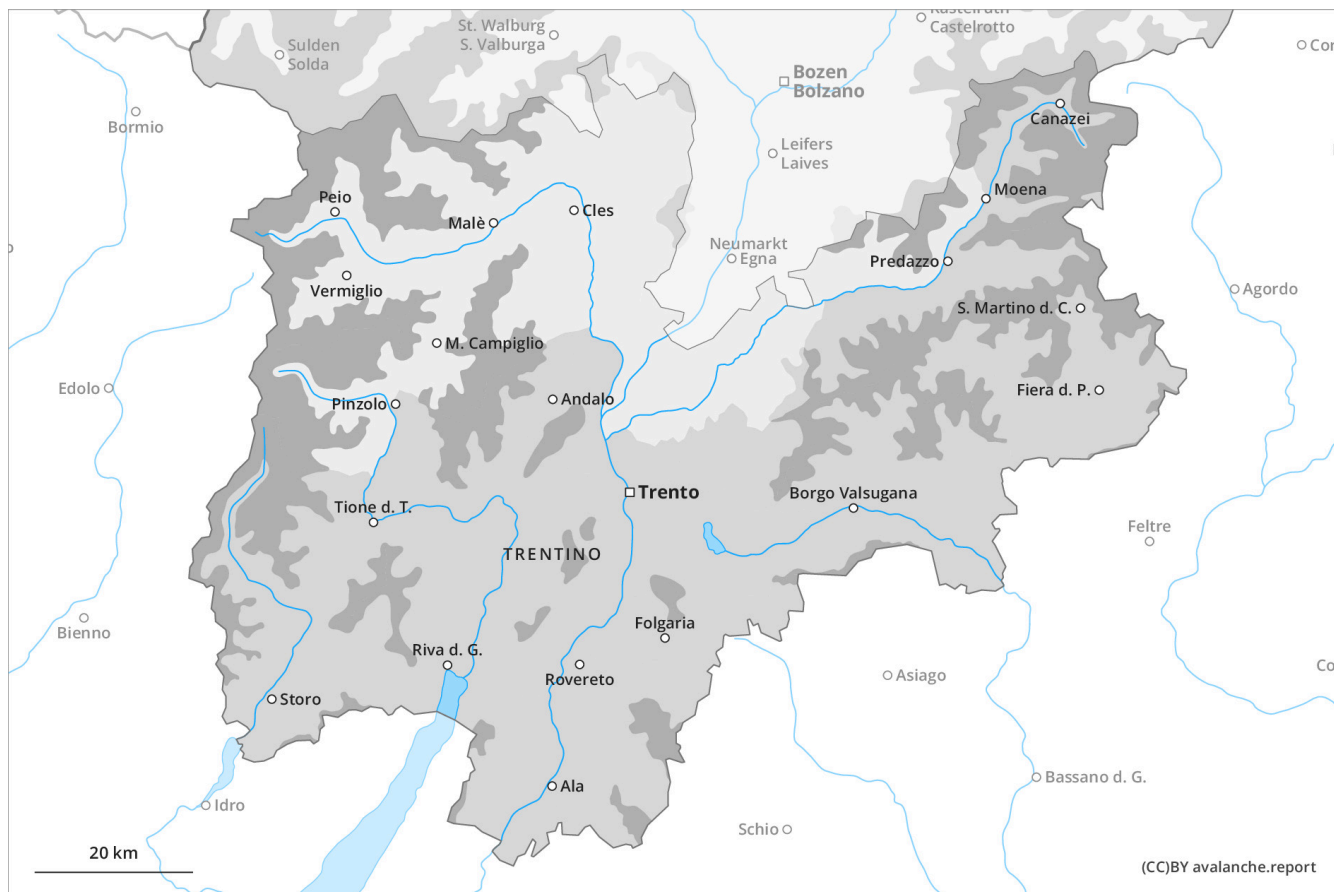 St. Walburg
S. Valburga
Kastelruth
Castelrotto
Sulden
Solda
Cor
Bozen
Bolzano
Bormio
Canazei
Leifers
Laives
Peio
Moena
Malè
Cles
Neumarkt
Egna
Predazzo
Vermiglio
Agordo
S. Martino d. C.
M. Campiglio
Edolo
Fiera d. P.
Pinzolo
Andalo
Trento
Borgo Valsugana
Tione d. T.
Feltre
TRENTINO
Bienno
Folgaria
Riva d. G.
Rovereto
Asiago
Co
Storo
Bassano d. G.
Ala
Idro
Schio
20 km
(CC)BY avalanche.report